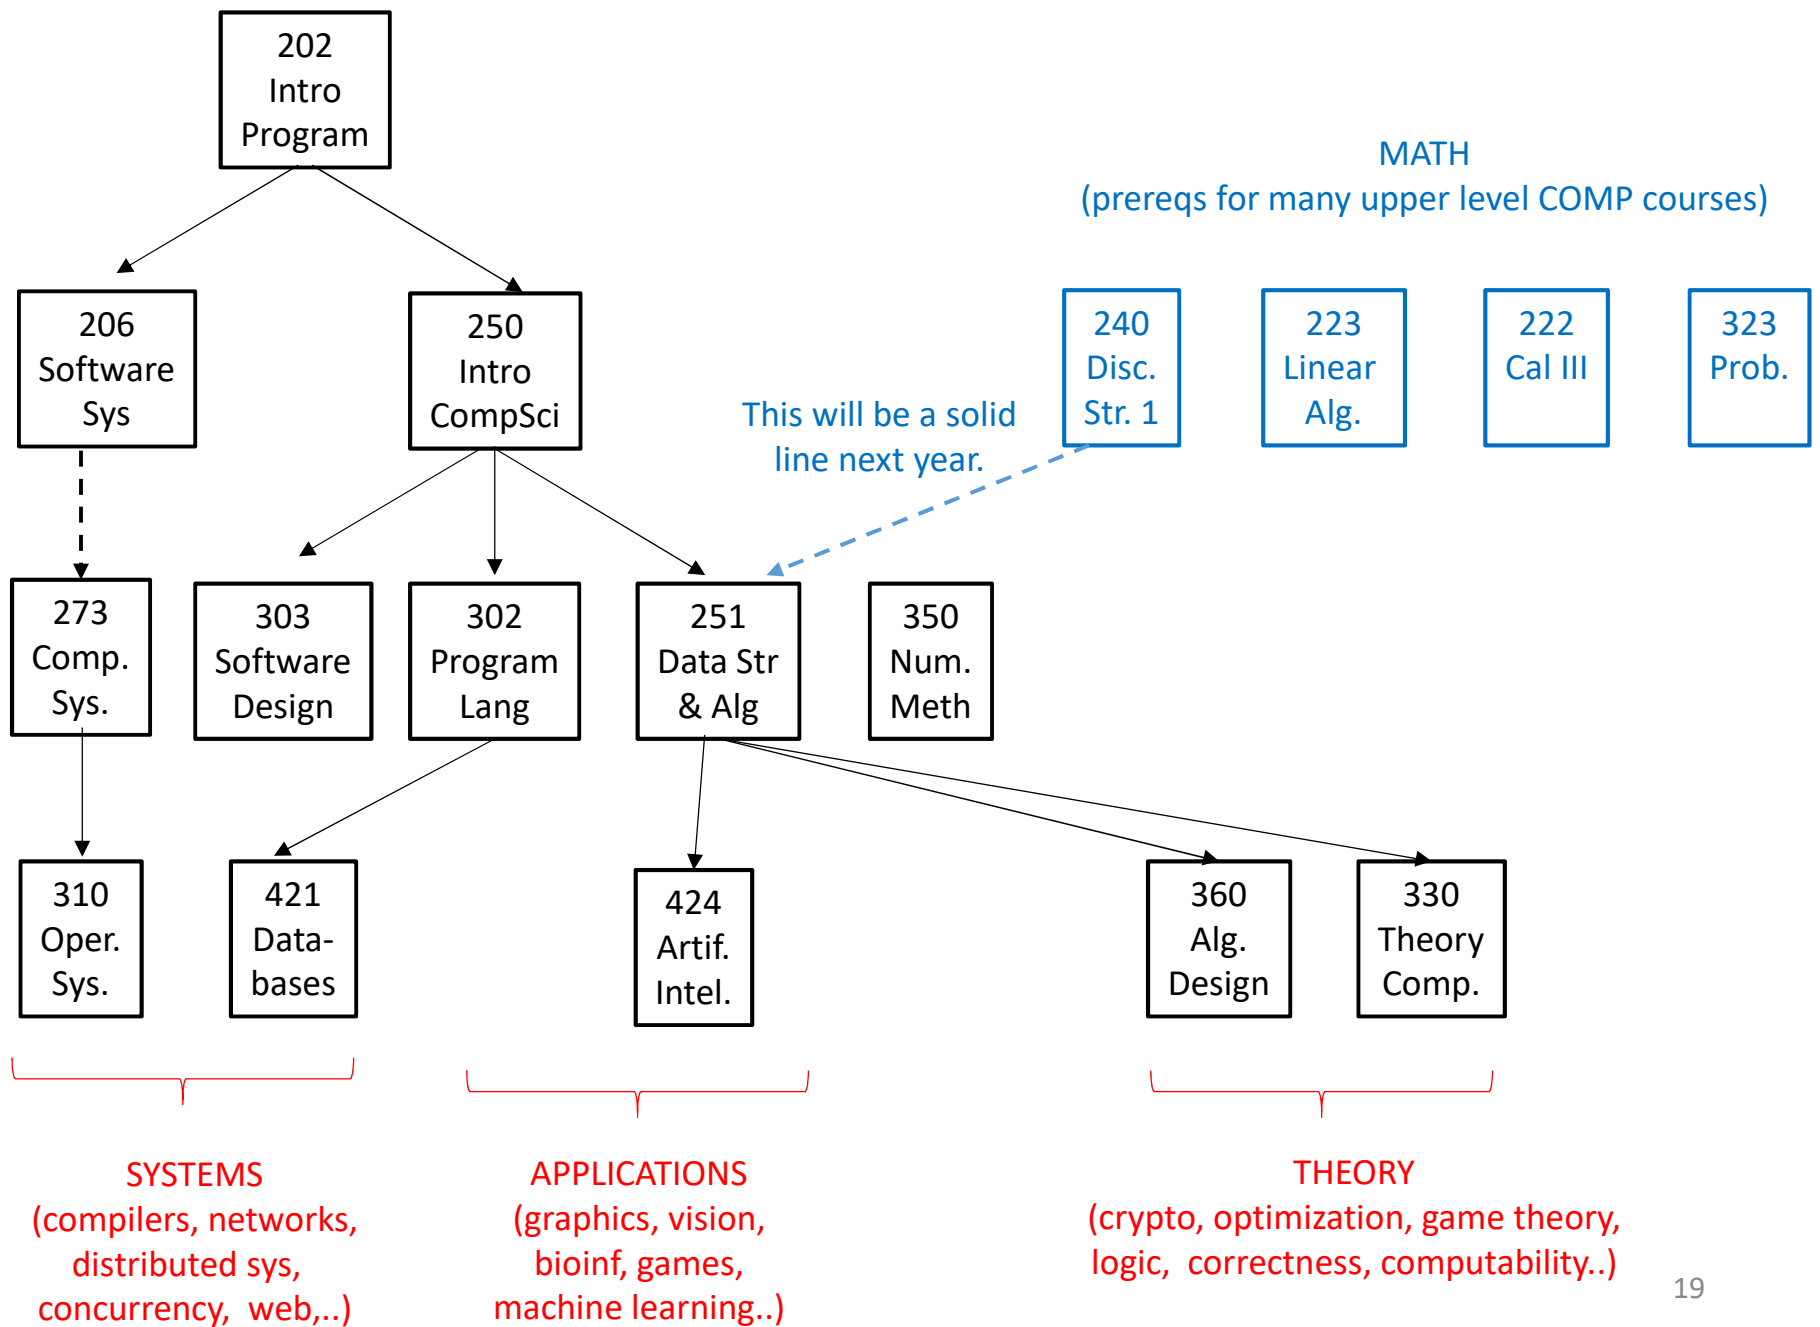 202
Intro
Program
MATH
(prereqs for many upper level COMP courses)
206
Software
Sys
250
Intro
CompSci
This will be a solid
line next year.
240
Disc.
Str. 1
223
Linear
Alg.
222
Cal III
323
Prob.
273
Comp.
Sys.
303
Software
Design
302
Program
Lang
251
Data Str
& Alg
350
Num.
Meth
310
Oper.
Sys.
421
Data-
bases
424
Artif.
Intel.
360
Alg.
Design
330
Theory
Comp.
SYSTEMS
(compilers, networks,
distributed sys,
concurrency, web,..)
APPLICATIONS
(graphics, vision,
bioinf, games,
machine learning..)
THEORY
(crypto, optimization, game theory,
logic, correctness, computability..)
19